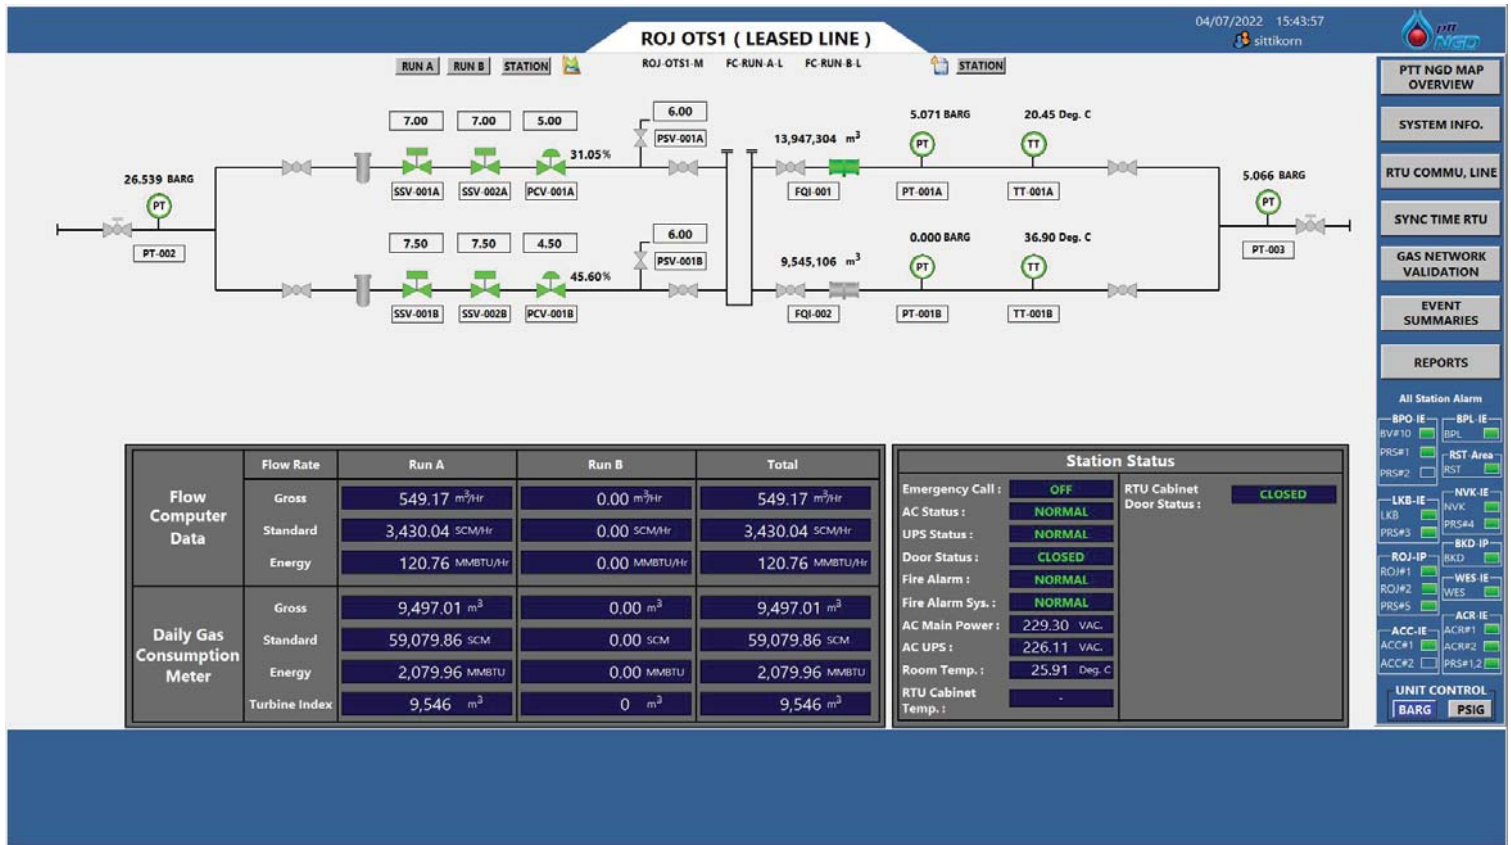 04/07/2022 15:43:57
sittikorn
ptt
NGD
ROJ OTS1 ( LEASED LINE )
RUN A RUN B STATION
ROJ-OTS1-M FC-RUN-A-L FC-RUN-B-L
STATION
7.00 7.00 5.00
6.00
PSV-001A
31.05%
13,947,304 m³
5.071 BARG 20.45 Deg. C
PT TT
SSV-001A SSV-002A PCV-001A
FQI-001 PT-001A TT-001A
26.539 BARG
PT
PT-002
5.066 BARG
PT
PT-003
7.50 7.50 4.50
6.00
PSV-001B
45.60%
9,545,106 m³
0.000 BARG 36.90 Deg. C
PT TT
SSV-001B SSV-002B PCV-001B
FQI-002 PT-001B TT-001B
Flow Rate Run A Run B Total
Flow
Computer
Data
Gross 549.17 m³/Hr 0.00 m³/Hr 549.17 m³/Hr
Standard 3,430.04 SCM/Hr 0.00 SCM/Hr 3,430.04 SCM/Hr
Energy 120.76 MMBTU/Hr 0.00 MMBTU/Hr 120.76 MMBTU/Hr
Daily Gas
Consumption
Meter
Gross 9,497.01 m³ 0.00 m³ 9,497.01 m³
Standard 59,079.86 SCM 0.00 SCM 59,079.86 SCM
Energy 2,079.96 MMBTU 0.00 MMBTU 2,079.96 MMBTU
Turbine Index 9,546 m³ 0 m³ 9,546 m³
Station Status
Emergency Call : OFF
AC Status : NORMAL
UPS Status : NORMAL
Door Status : CLOSED
Fire Alarm : NORMAL
Fire Alarm Sys. : NORMAL
AC Main Power : 229.30 VAC.
AC UPS : 226.11 VAC.
Room Temp. : 25.91 Deg. C
RTU Cabinet
Temp. : -
RTU Cabinet
Door Status : CLOSED
PTT NGD MAP
OVERVIEW
SYSTEM INFO.
RTU COMMU, LINE
SYNC TIME RTU
GAS NETWORK
VALIDATION
EVENT
SUMMARIES
REPORTS
All Station Alarm
BPO-IE
BV#10
PRS#1
PRS#2
BPL-IE
BPL
RST-Area
RST
LKB-IE
LKB
PRS#3
NVK-IE
NVK
PRS#4
BKD-IP
BKD
ROJ-IP
ROJ#1
ROJ#2
PRS#5
WES-IE
WES
ACC-IE
ACC#1
ACC#2
ACR-IE
ACR#1
ACR#2
PRS#1,2
UNIT CONTROL
BARG PSIG